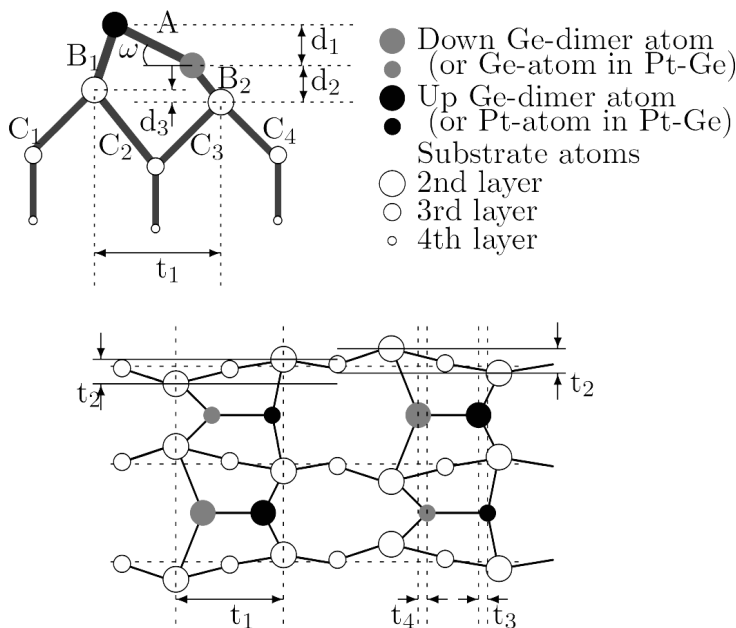 A
ω
d₁
B₁
B₂
d₂
d₃
C₁
C₂
C₃
C₄
t₁
Down Ge-dimer atom
(or Ge-atom in Pt-Ge)
Up Ge-dimer atom
(or Pt-atom in Pt-Ge)
Substrate atoms
2nd layer
3rd layer
4th layer
t₂
t₂
t₁
t₄
t₃